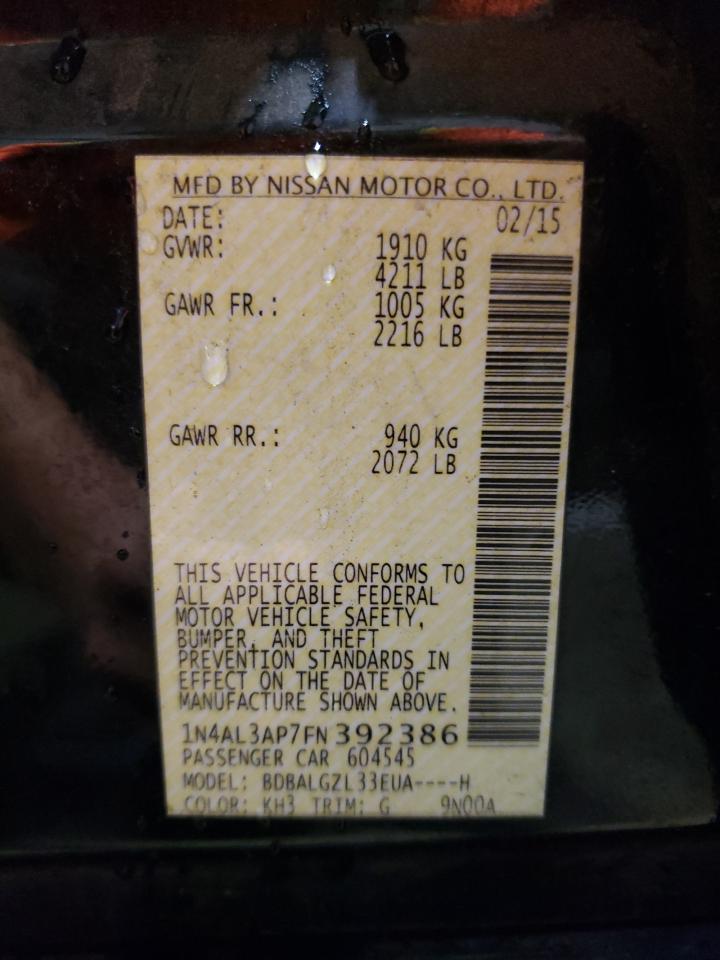 MFD BY NISSAN MOTOR CO., LTD.
DATE: 02/15
GVWR: 1910 KG
4211 LB
GAWR FR.: 1005 KG
2216 LB
GAWR RR.: 940 KG
2072 LB
THIS VEHICLE CONFORMS TO
ALL APPLICABLE FEDERAL
MOTOR VEHICLE SAFETY,
BUMPER, AND THEFT
PREVENTION STANDARDS IN
EFFECT ON THE DATE OF
MANUFACTURE SHOWN ABOVE.
1N4AL3AP7FN392386
PASSENGER CAR 604545
MODEL: BDBALGZL33EUA----H
COLOR: KH3 TRIM: G 9N00A